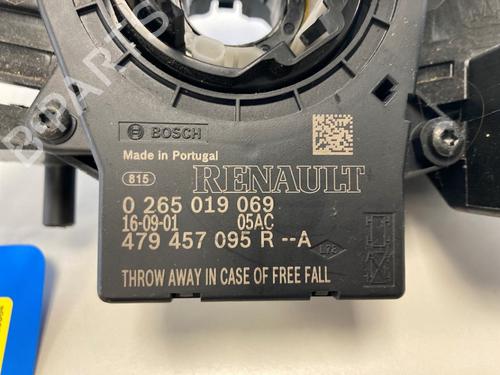 BOSCH
Made in Portugal
815 RENAULT
0 265 019 069
16-09-01 05AC
479 457 095 R --A
THROW AWAY IN CASE OF FREE FALL
B-PARTS